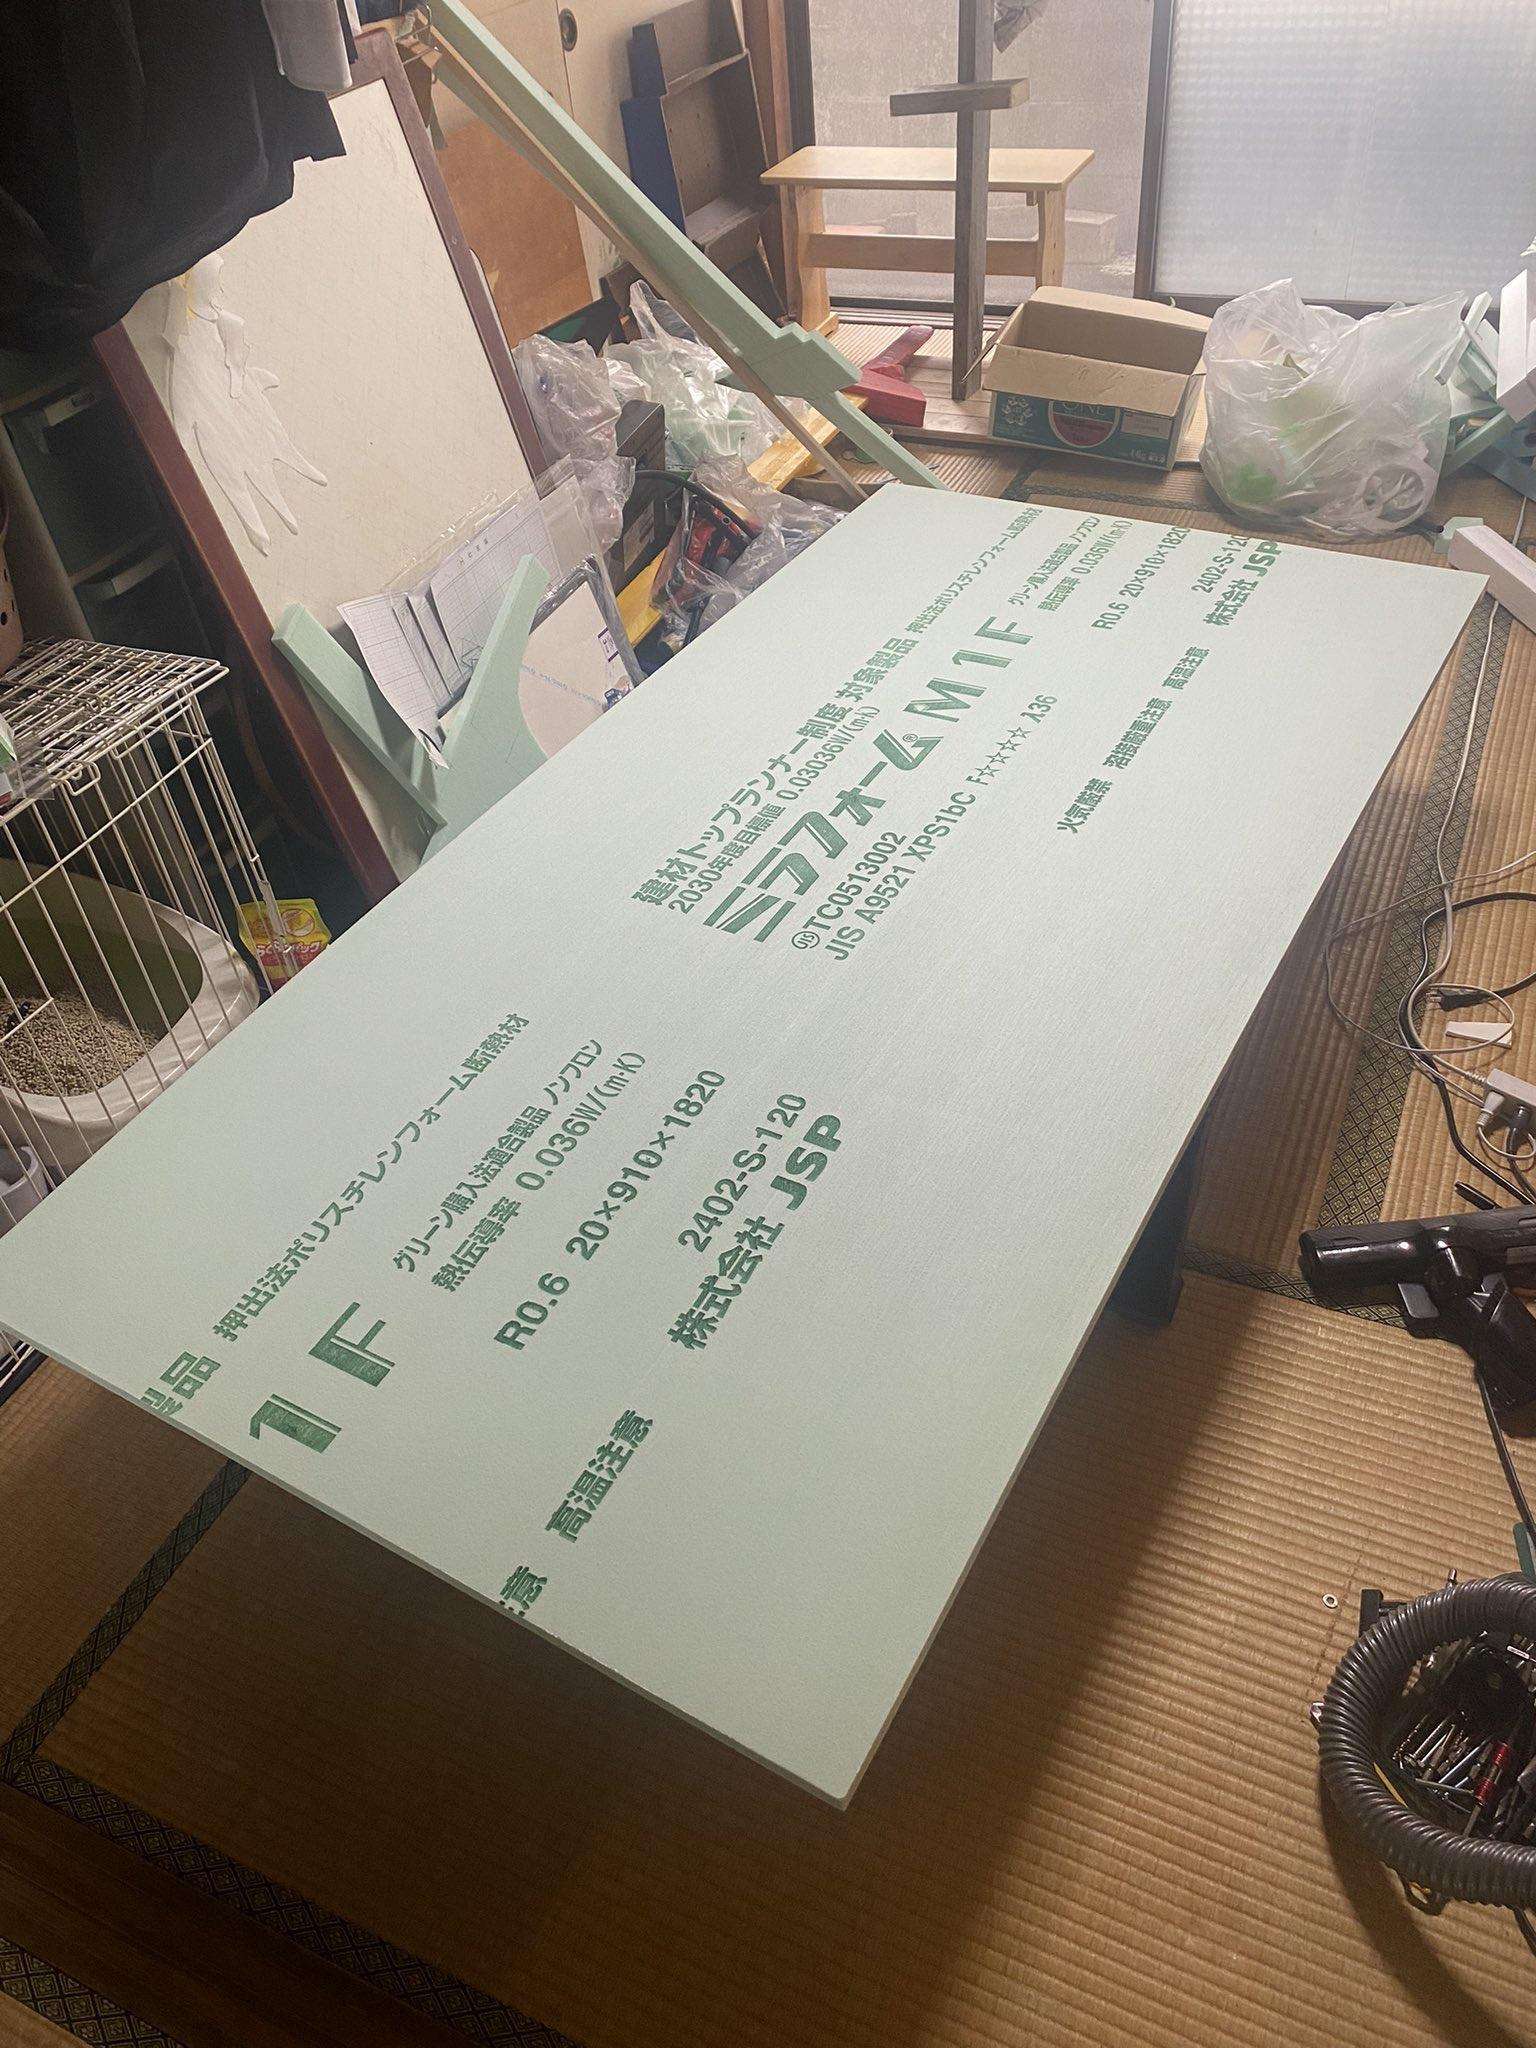 建材トップランナー制度 対象製品 押出法ポリスチレンフォーム断熱材
2030年度目標値 0.03036W/(m・K)
ミラフォーム® M1F
グリーン購入法適合製品 ノンフロン
熱伝導率 0.036W/(m・K)
JIS TC0513002
JIS A9521 XPS1bC F☆☆☆☆ λ36
R0.6 20×910×1820
火気厳禁 溶接厳重注意 高温注意
2402-S-120
株式会社 JSP
製品 押出法ポリスチレンフォーム断熱材
1F
グリーン購入法適合製品 ノンフロン
熱伝導率 0.036W/(m・K)
R0.6 20×910×1820
意 高温注意
2402-S-120
株式会社 JSP